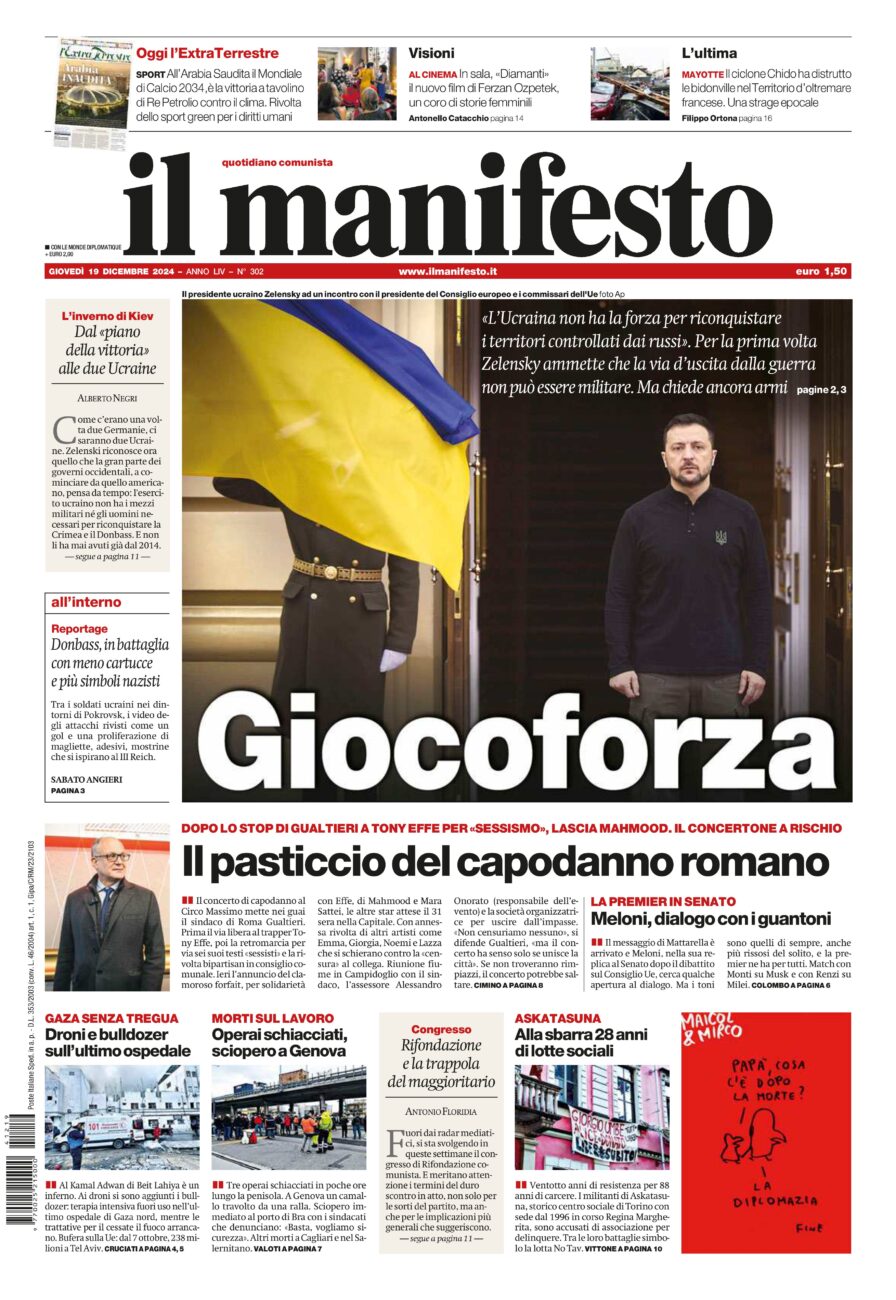 l'ExtraTerrestre
Arabia
INAUDITA
Oggi l'ExtraTerrestre
SPORT All'Arabia Saudita il Mondiale
di Calcio 2034, è la vittoria a tavolino
di Re Petrolio contro il clima. Rivolta
dello sport green per i diritti umani
Visioni
AL CINEMA In sala, «Diamanti»
il nuovo film di Ferzan Ozpetek,
un coro di storie femminili
Antonello Catacchio pagina 14
L'ultima
MAYOTTE Il ciclone Chido ha distrutto
le bidonville nel Territorio d'oltremare
francese. Una strage epocale
Filippo Ortona pagina 16
quotidiano comunista
il manifesto
■ CON LE MONDE DIPLOMATIQUE
+ EURO 2,00
GIOVEDÌ 19 DICEMBRE 2024 – ANNO LIV – N° 302
www.ilmanifesto.it
euro 1,50
Il presidente ucraino Zelensky ad un incontro con il presidente del Consiglio europeo e i commissari dell'Ue foto Ap
«L'Ucraina non ha la forza per riconquistare
i territori controllati dai russi». Per la prima volta
Zelensky ammette che la via d'uscita dalla guerra
non può essere militare. Ma chiede ancora armi pagine 2, 3
Giocoforza
L'inverno di Kiev
Dal «piano
della vittoria»
alle due Ucraine
ALBERTO NEGRI
Come c'erano una vol-
ta due Germanie, ci
saranno due Ucrai-
ne. Zelenski riconosce ora
quello che la gran parte dei
governi occidentali, a co-
minciare da quello america-
no, pensa da tempo: l'eserci-
to ucraino non ha i mezzi
militari né gli uomini ne-
cessari per riconquistare la
Crimea e il Donbass. E non
li ha mai avuti già dal 2014.
— segue a pagina 11 —
all'interno
Reportage
Donbass, in battaglia
con meno cartucce
e più simboli nazisti
Tra i soldati ucraini nei din-
torni di Pokrovsk, i video de-
gli attacchi rivisti come un
gol e una proliferazione di
magliette, adesivi, mostrine
che si ispirano al III Reich.
SABATO ANGIERI
PAGINA 3
DOPO LO STOP DI GUALTIERI A TONY EFFE PER «SESSISMO», LASCIA MAHMOOD. IL CONCERTONE A RISCHIO
Il pasticcio del capodanno romano
Il concerto di capodanno al
Circo Massimo mette nei guai
il sindaco di Roma Gualtieri.
Prima il via libera al trapper To-
ny Effe, poi la retromarcia per
via sei suoi testi «sessisti» e la ri-
volta bipartisan in consiglio co-
munale. Ieri l'annuncio del cla-
moroso forfait, per solidarietà
con Effe, di Mahmood e Mara
Sattei, le altre star attese il 31
sera nella Capitale. Con annes-
sa rivolta di altri artisti come
Emma, Giorgia, Noemi e Lazza
che si schierano contro la «cen-
sura» al collega. Riunione fiu-
me in Campidoglio con il sin-
daco, l'assessore Alessandro
Onorato (responsabile dell'e-
vento) e la società organizzatri-
ce per uscire dall'impasse.
«Non censuriamo nessuno», si
difende Gualtieri, «ma il concer-
to ha senso solo se unisce la
città». Se non troveranno rim-
piazzi, il concerto potrebbe sal-
tare. CIMINO A PAGINA 8
LA PREMIER IN SENATO
Meloni, dialogo con i guantoni
Il messaggio di Mattarella è
arrivato e Meloni, nella sua re-
plica al Senato dopo il dibattito
sul Consiglio Ue, cerca qualche
apertura al dialogo. Ma i toni
sono quelli di sempre, anche
più rissosi del solito, e la pre-
mier ne ha per tutti. Match con
Monti su Musk e con Renzi su
Milei. COLOMBO A PAGINA 6
GAZA SENZA TREGUA
Droni e bulldozer
sull'ultimo ospedale
101
Al Kamal Adwan di Beit Lahiya è un
inferno. Ai droni si sono aggiunti i bull-
dozer: terapia intensiva fuori uso nell'ul-
timo ospedale di Gaza nord, mentre le
trattative per il cessate il fuoco arranca-
no. Bufera sulla Ue: dal 7 ottobre, 238 mi-
lioni a Tel Aviv. CRUCIATI A PAGINA 4, 5
MORTI SUL LAVORO
Operai schiacciati,
sciopero a Genova
Tre operai schiacciati in poche ore
lungo la penisola. A Genova un camal-
lo travolto da una ralla. Sciopero im-
mediato al porto di Bra con i sindacati
che denunciano: «Basta, vogliamo si-
curezza». Altri morti a Cagliari e nel Sa-
lernitano. VALOTI A PAGINA 7
Congresso
Rifondazione
e la trappola
del maggioritario
ANTONIO FLORIDIA
Fuori dai radar mediati-
ci, si sta svolgendo in
queste settimane il con-
gresso di Rifondazione co-
munista. E meritano atten-
zione i termini del duro
scontro in atto, non solo per
le sorti del partito, ma an-
che per le implicazioni più
generali che suggeriscono.
— segue a pagina 11 —
ASKATASUNA
Alla sbarra 28 anni
di lotte sociali
Ventotto anni di resistenza per 88
anni di carcere. I militanti di Askatasu-
na, storico centro sociale di Torino con
sede dal 1996 in corso Regina Marghe-
rita, sono accusati di associazione per
delinquere. Tra le loro battaglie simbo-
lo la lotta No Tav. VITTONE A PAGINA 10
MAICOL
& MIRCO
PAPÀ, COSA
C'È DOPO
LA MORTE?
LA
DIPLOMAZIA
FINE
Poste Italiane Sped. in a. p. - D.L. 353/2003 (conv. L. 46/2004) art. 1, c. 1, Gipa/C/RM/23/2103
41219
9 770025 215000